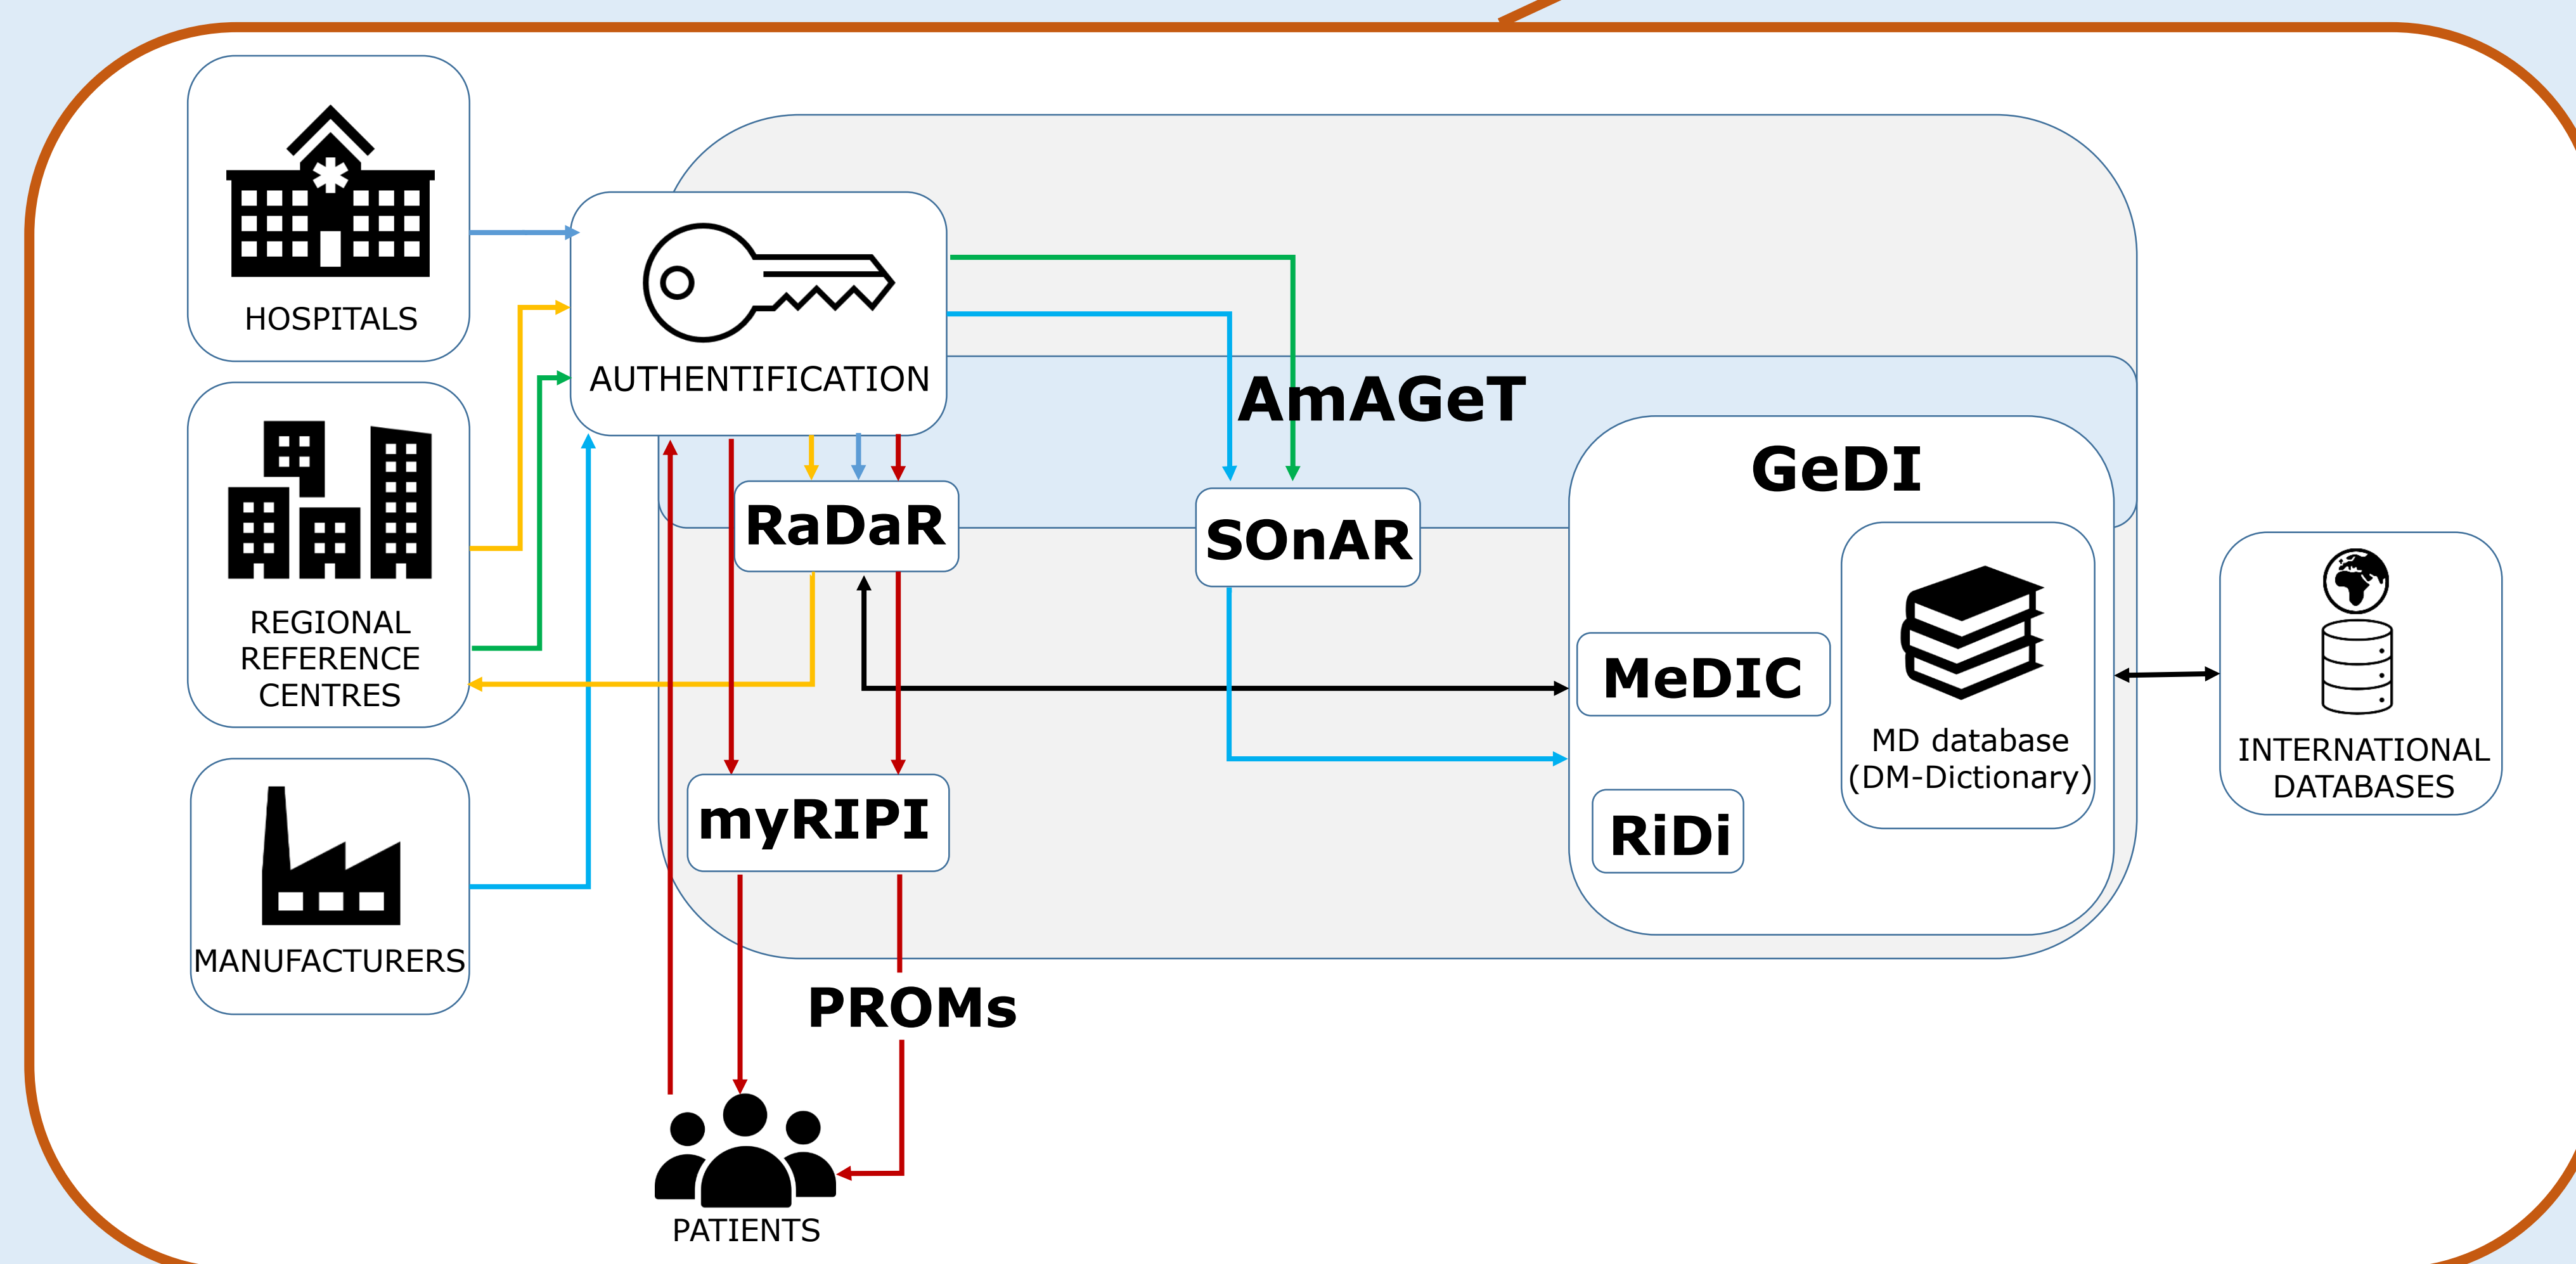 HOSPITALS
AUTHENTIFICATION
AmAGeT
GeDI
RaDaR
SOnAR
REGIONAL
REFERENCE
CENTRES
MeDIC
MD database
(DM-Dictionary)
INTERNATIONAL
DATABASES
myRIPI
RiDi
MANUFACTURERS
PROMs
PATIENTS